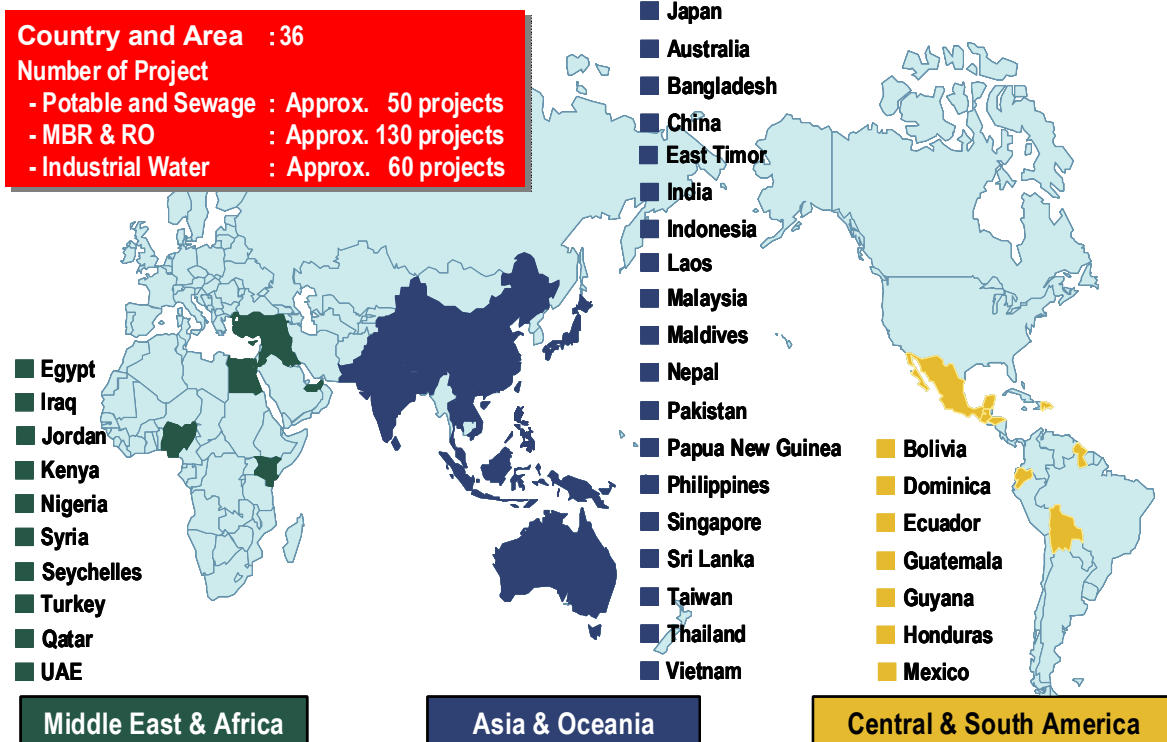 Country and Area : 36
Number of Project
- Potable and Sewage : Approx. 50 projects
- MBR & RO : Approx. 130 projects
- Industrial Water : Approx. 60 projects
Egypt
Iraq
Jordan
Kenya
Nigeria
Syria
Seychelles
Turkey
Qatar
UAE
Middle East & Africa
Japan
Australia
Bangladesh
China
East Timor
India
Indonesia
Laos
Malaysia
Maldives
Nepal
Pakistan
Papua New Guinea
Philippines
Singapore
Sri Lanka
Taiwan
Thailand
Vietnam
Asia & Oceania
Bolivia
Dominica
Ecuador
Guatemala
Guyana
Honduras
Mexico
Central & South America